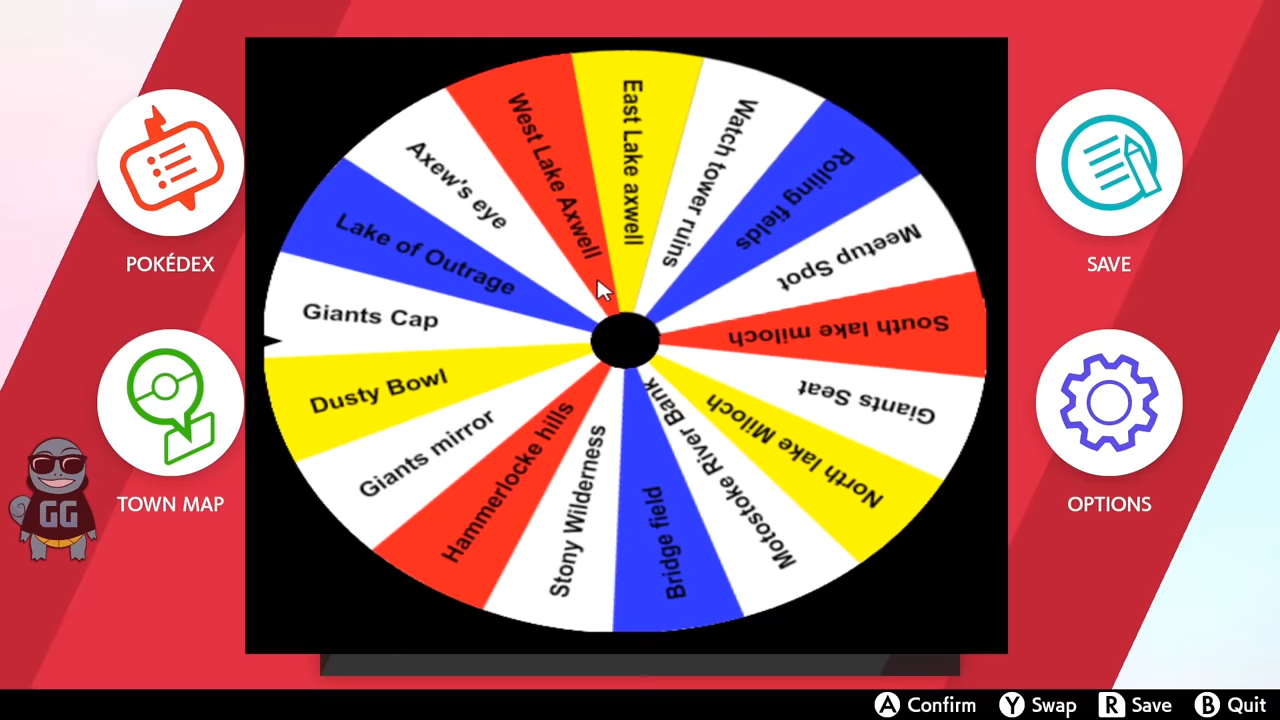 POKÉDEX
TOWN MAP
GG
East Lake axwell
Watch tower ruins
Rolling fields
Meetup Spot
South lake miloch
Giants Seat
North lake Miloch
Motostoke River Bank
Bridge field
Stony Wilderness
Hammerlocke hills
Giants mirror
Dusty Bowl
Giants Cap
Lake of Outrage
Axew's eye
West Lake Axwell
SAVE
OPTIONS
A Confirm Y Swap R Save B Quit